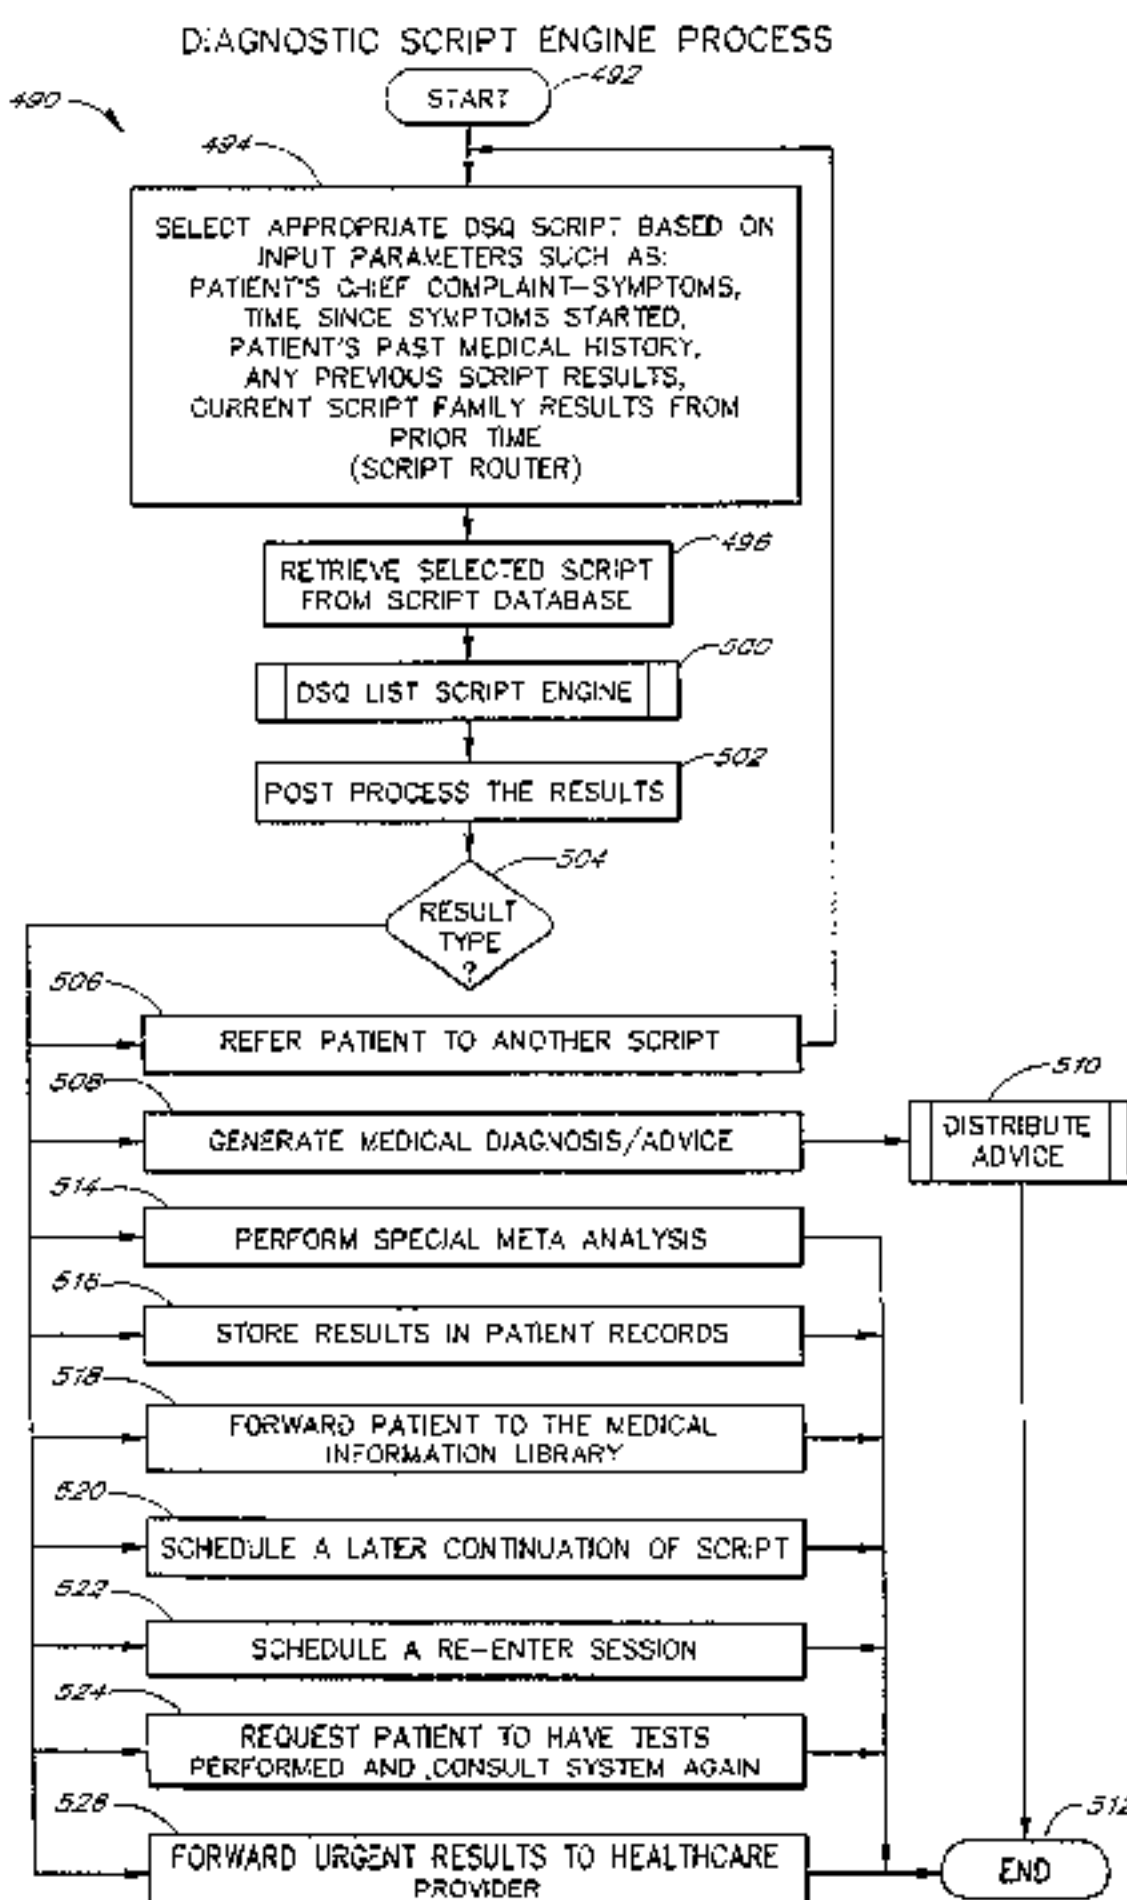 DIAGNOSTIC SCRIPT ENGINE PROCESS
START
492
490
494
SELECT APPROPRIATE DSQ SCRIPT BASED ON
INPUT PARAMETERS SUCH AS:
PATIENT'S CHIEF COMPLAINT-SYMPTOMS,
TIME SINCE SYMPTOMS STARTED,
PATIENT'S PAST MEDICAL HISTORY,
ANY PREVIOUS SCRIPT RESULTS,
CURRENT SCRIPT FAMILY RESULTS FROM
PRIOR TIME
(SCRIPT ROUTER)
496
RETRIEVE SELECTED SCRIPT
FROM SCRIPT DATABASE
500
DSQ LIST SCRIPT ENGINE
502
POST PROCESS THE RESULTS
504
RESULT
TYPE
?
506
REFER PATIENT TO ANOTHER SCRIPT
508
GENERATE MEDICAL DIAGNOSIS/ADVICE
510
DISTRIBUTE
ADVICE
514
PERFORM SPECIAL META ANALYSIS
516
STORE RESULTS IN PATIENT RECORDS
518
FORWARD PATIENT TO THE MEDICAL
INFORMATION LIBRARY
520
SCHEDULE A LATER CONTINUATION OF SCRIPT
522
SCHEDULE A RE-ENTER SESSION
524
REQUEST PATIENT TO HAVE TESTS
PERFORMED AND CONSULT SYSTEM AGAIN
526
FORWARD URGENT RESULTS TO HEALTHCARE
PROVIDER
512
END